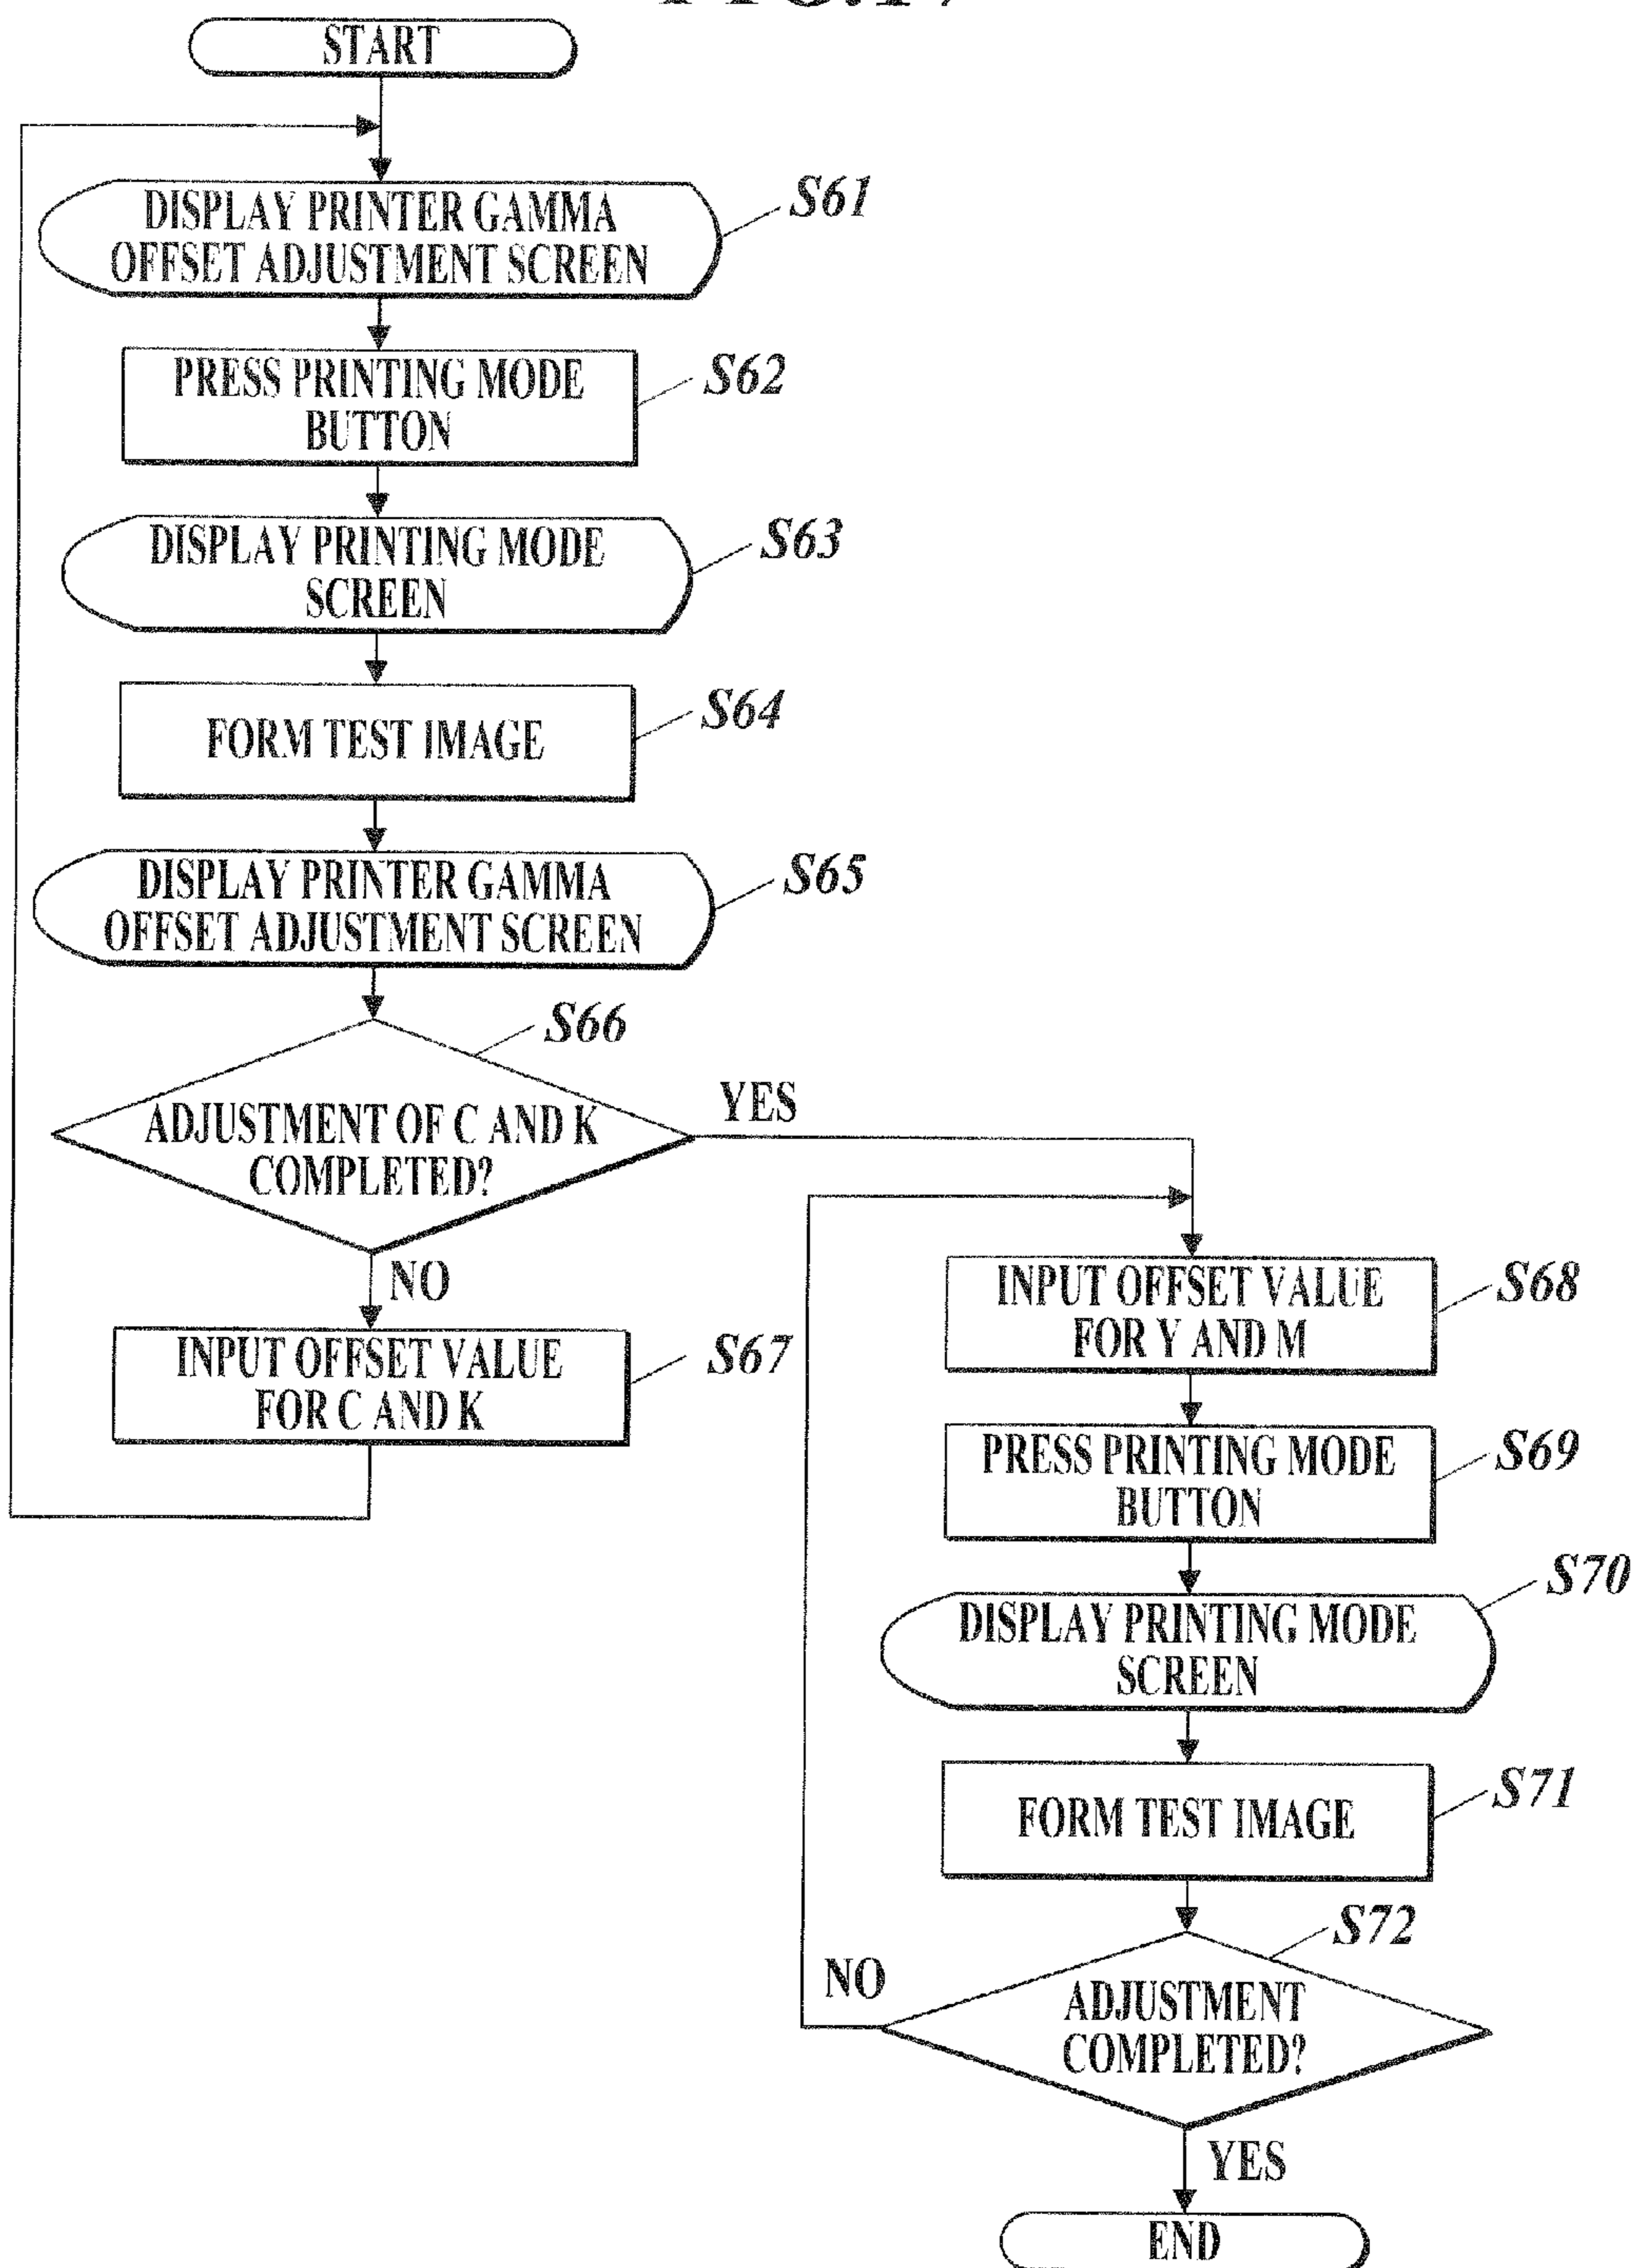 START
DISPLAY PRINTER GAMMA
OFFSET ADJUSTMENT SCREEN
S61
PRESS PRINTING MODE
BUTTON
S62
DISPLAY PRINTING MODE
SCREEN
S63
FORM TEST IMAGE
S64
DISPLAY PRINTER GAMMA
OFFSET ADJUSTMENT SCREEN
S65
S66
ADJUSTMENT OF C AND K
COMPLETED?
YES
NO
INPUT OFFSET VALUE
FOR C AND K
S67
INPUT OFFSET VALUE
FOR Y AND M
S68
PRESS PRINTING MODE
BUTTON
S69
DISPLAY PRINTING MODE
SCREEN
S70
FORM TEST IMAGE
S71
S72
ADJUSTMENT
COMPLETED?
NO
YES
END